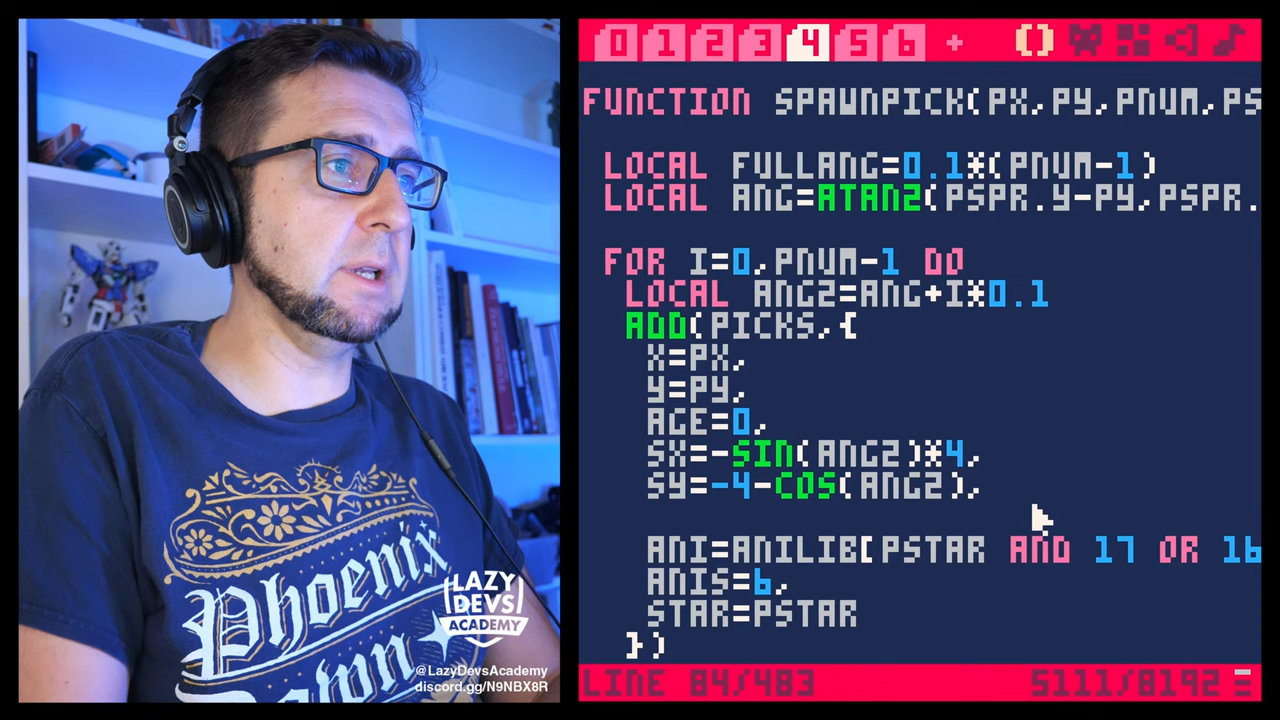 Phoenix
Down
LAZY
DEVS
ACADEMY
@LazyDevsAcademy
discord.gg/N9NBX8R
0 1 2 3 4 5 6 +
FUNCTION SPAWNPICK(PX,PY,PNUM,PS
LOCAL FULLANG=0.1*(PNUM-1)
LOCAL ANG=ATAN2(PSPR.Y-PY,PSPR.
FOR I=0,PNUM-1 DO
LOCAL ANG2=ANG+I*0.1
ADD(PICKS,{
X=PX,
Y=PY,
AGE=0,
SX=-SIN(ANG2)*4,
SY=-4-COS(ANG2),
ANI=ANILIB[PSTAR AND 17 OR 16
ANIS=6,
STAR=PSTAR
})
LINE 84/483
5111/8192